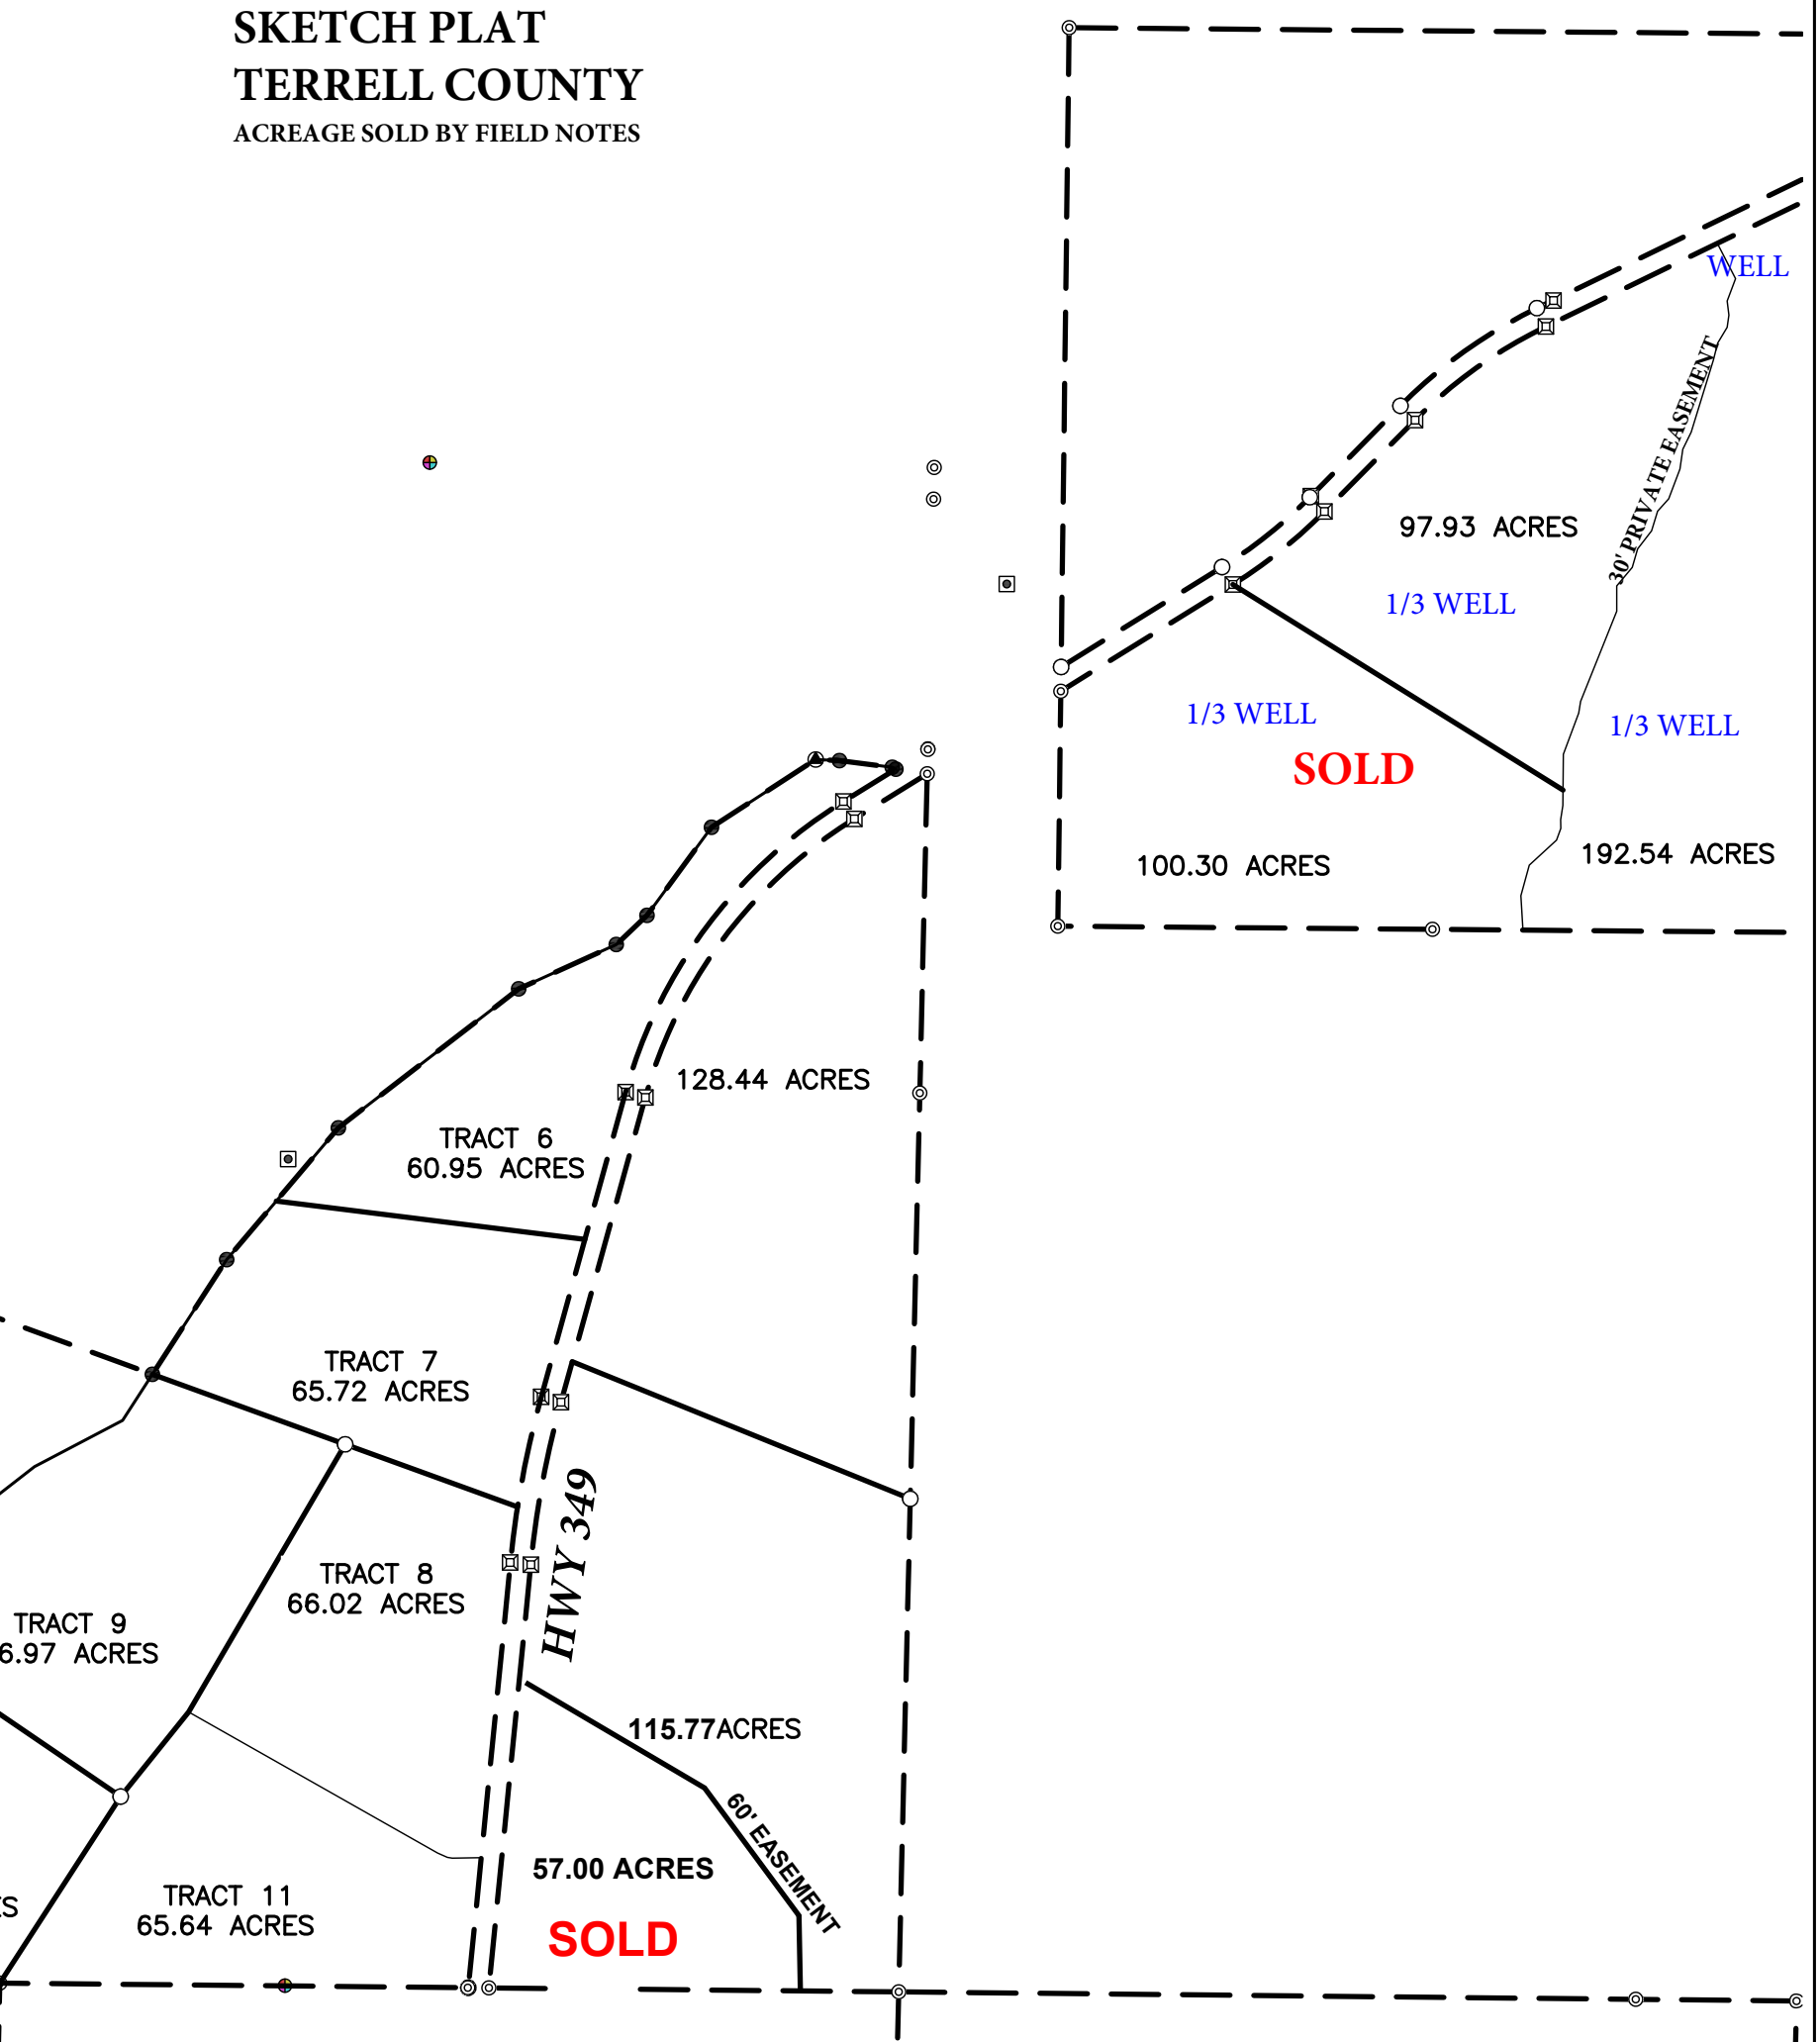 SKETCH PLAT
TERRELL COUNTY
ACREAGE SOLD BY FIELD NOTES
WELL
30' PRIVATE EASEMENT
97.93 ACRES
1/3 WELL
1/3 WELL
1/3 WELL
SOLD
100.30 ACRES
192.54 ACRES
128.44 ACRES
TRACT 6
60.95 ACRES
TRACT 7
65.72 ACRES
HWY 349
TRACT 8
66.02 ACRES
TRACT 9
6.97 ACRES
115.77ACRES
60' EASEMENT
57.00 ACRES
SOLD
TRACT 11
65.64 ACRES